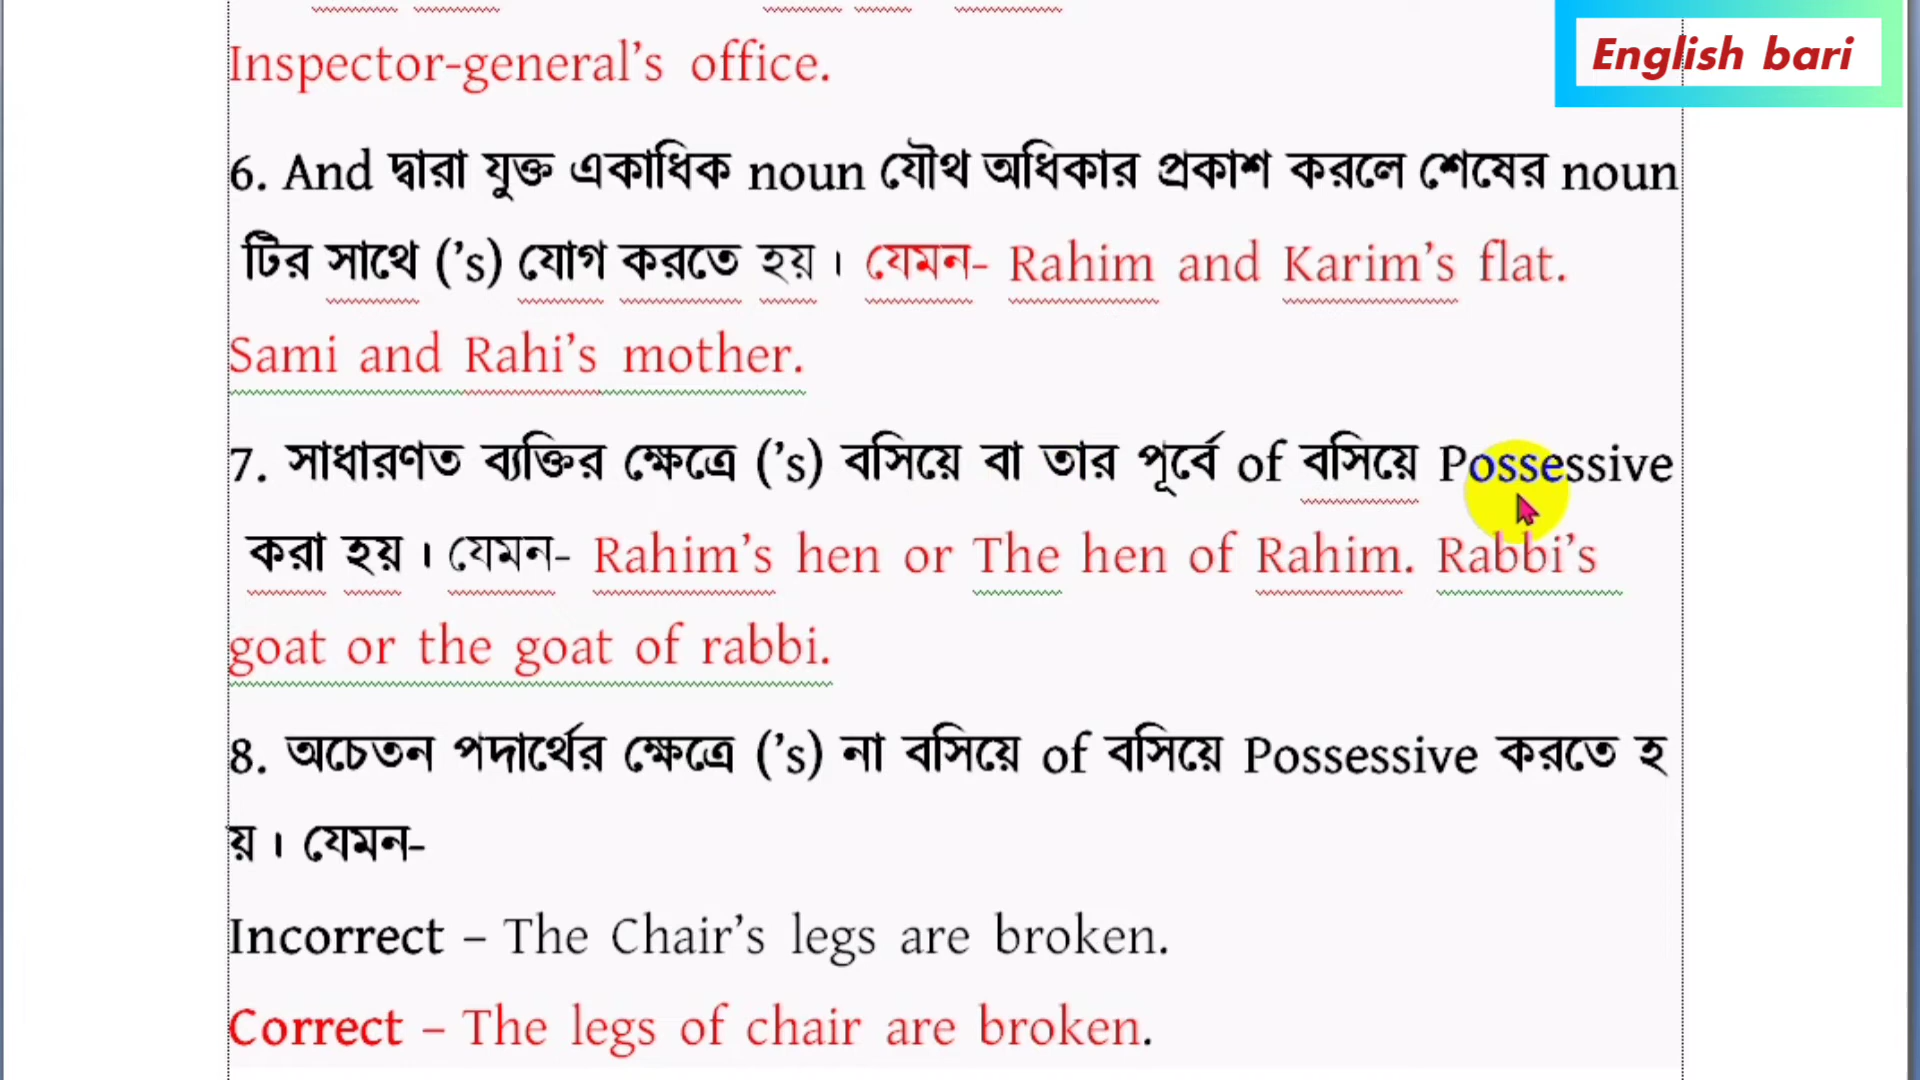 English bari
Inspector-general’s office.
6. And দ্বারা যুক্ত একাধিক noun যৌথ অধিকার প্রকাশ করলে শেষের noun
টির সাথে (’s) যোগ করতে হয়। যেমন- Rahim and Karim’s flat.
Sami and Rahi’s mother.
7. সাধারণত ব্যক্তির ক্ষেত্রে (’s) বসিয়ে বা তার পূর্বে of বসিয়ে Possessive
করা হয়। যেমন- Rahim’s hen or The hen of Rahim. Rabbi’s
goat or the goat of rabbi.
8. অচেতন পদার্থের ক্ষেত্রে (’s) না বসিয়ে of বসিয়ে Possessive করতে হ
য়। যেমন-
Incorrect – The Chair’s legs are broken.
Correct – The legs of chair are broken.